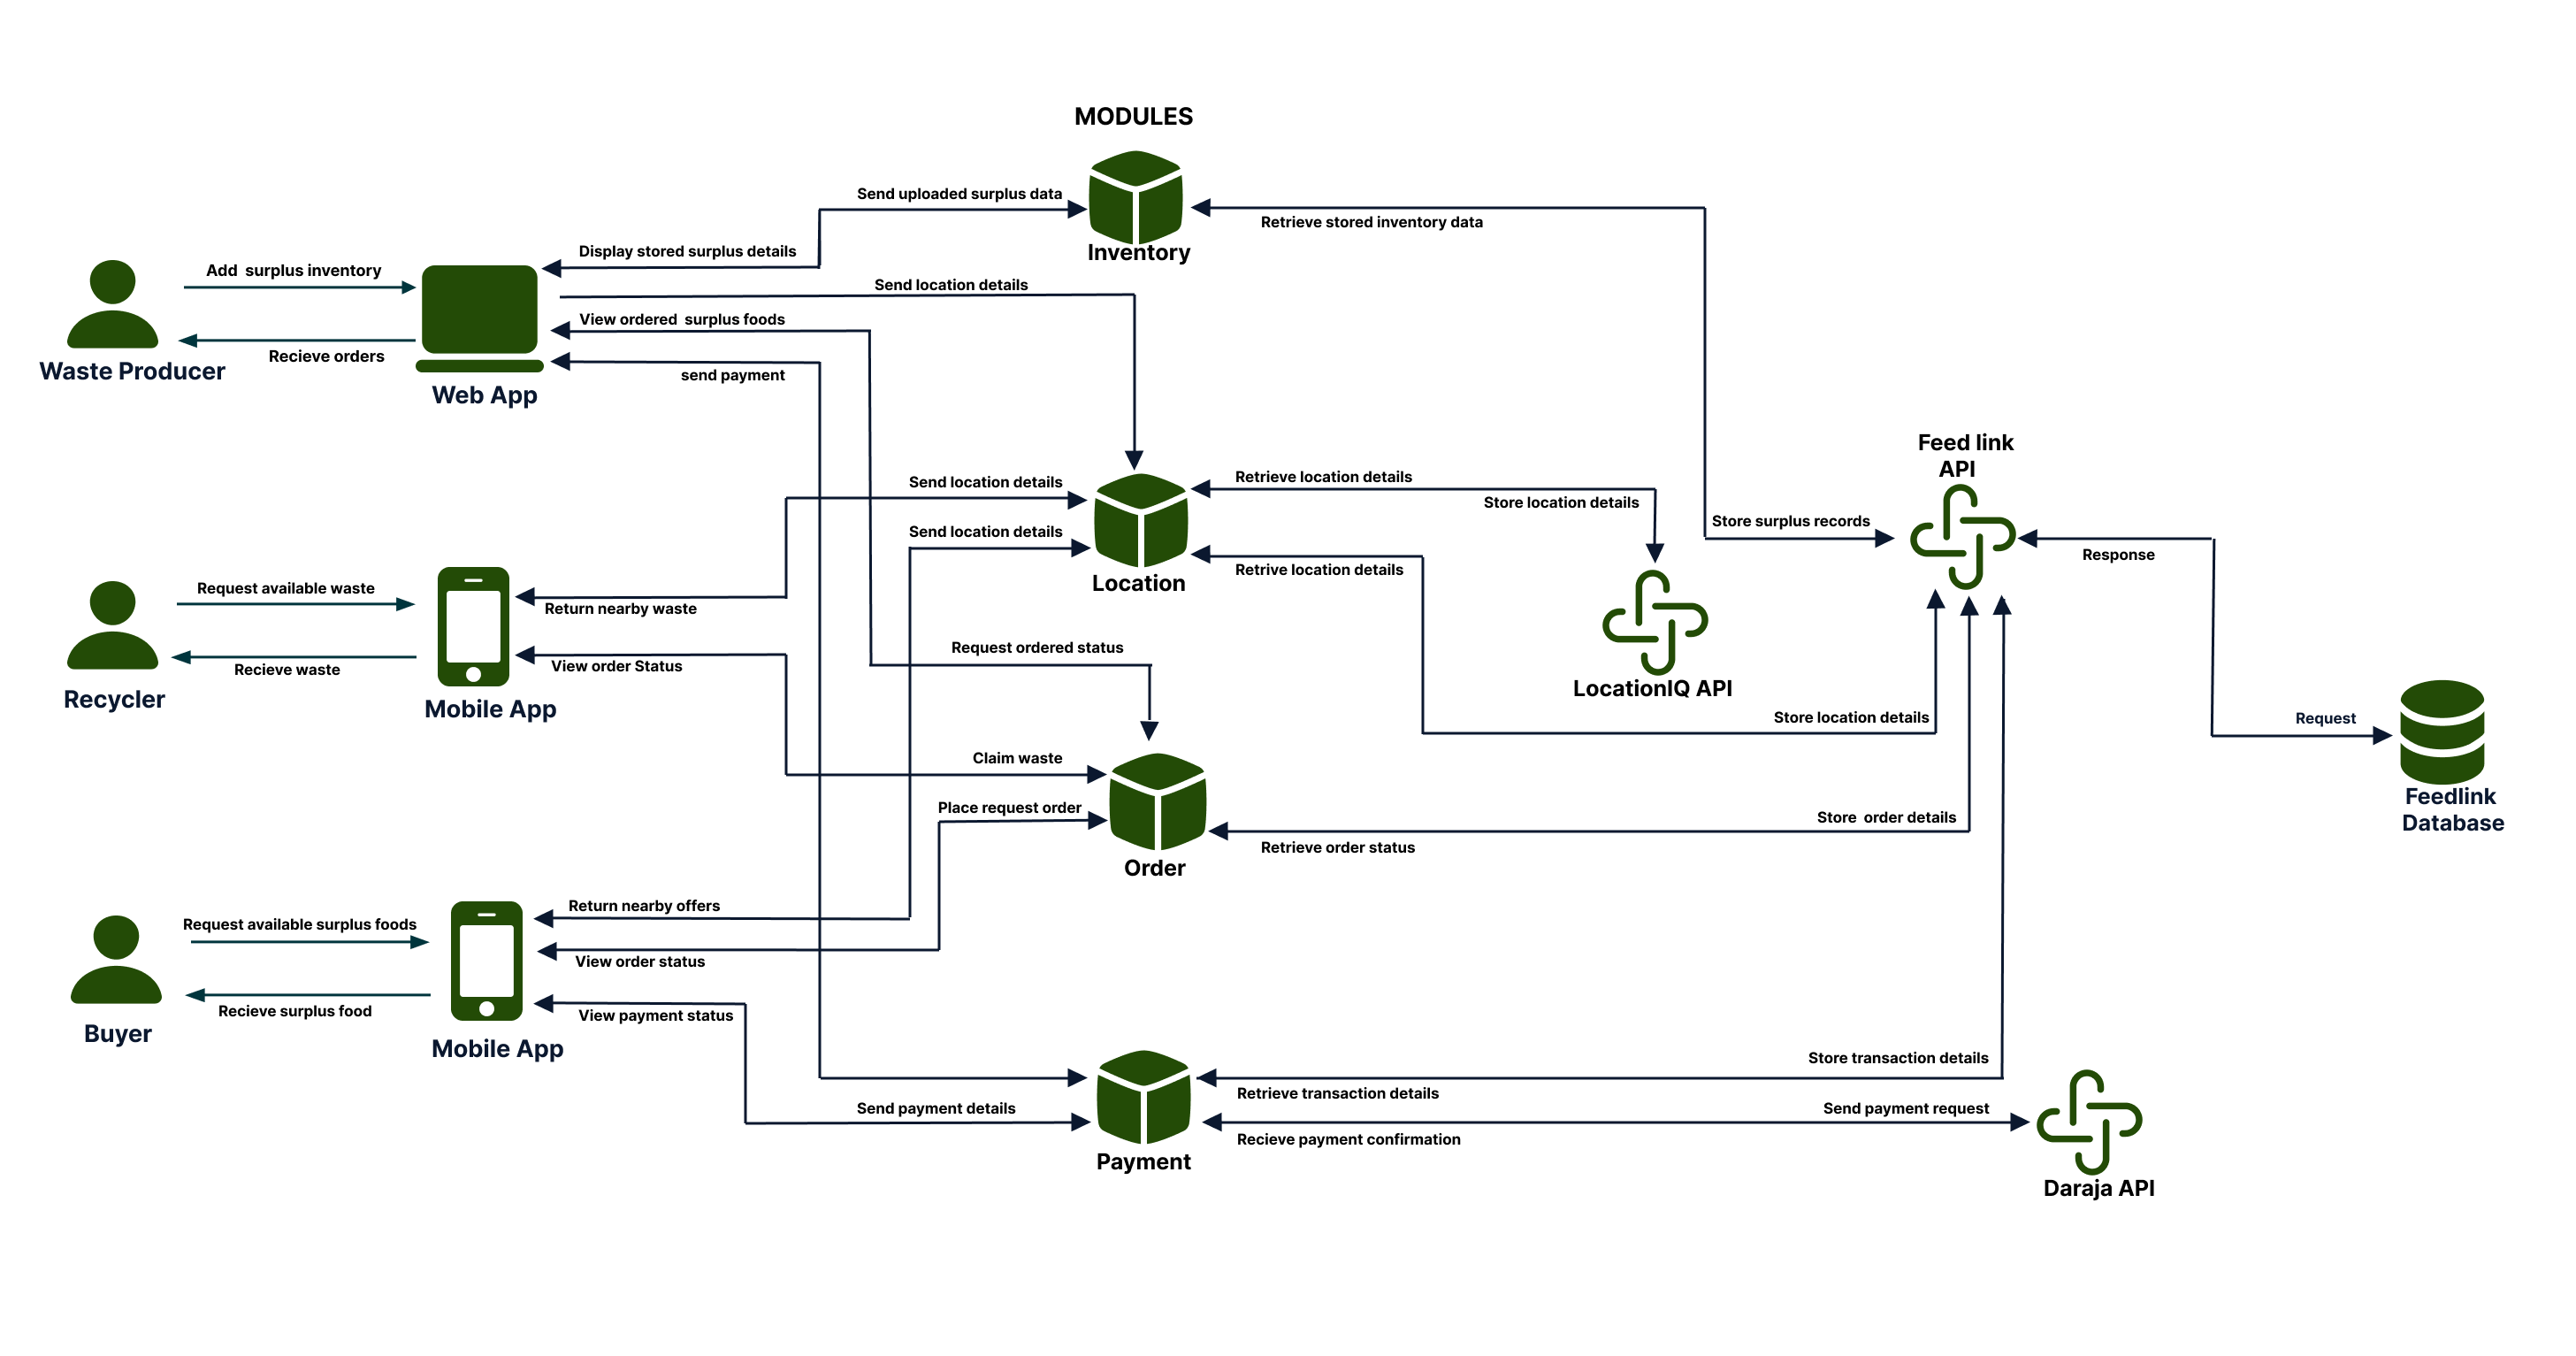 MODULES
Send uploaded surplus data
Retrieve stored inventory data
Inventory
Display stored surplus details
Add surplus inventory
Send location details
View ordered surplus foods
Recieve orders
Waste Producer
send payment
Web App
Feed link
API
Send location details
Retrieve location details
Store location details
Store surplus records
Send location details
Response
Retrive location details
Location
Request available waste
Return nearby waste
Request ordered status
View order Status
Recieve waste
LocationIQ API
Recycler
Mobile App
Store location details
Request
Claim waste
Feedlink
Database
Place request order
Store order details
Retrieve order status
Order
Return nearby offers
Request available surplus foods
View order status
Recieve surplus food
View payment status
Buyer
Mobile App
Store transaction details
Retrieve transaction details
Send payment details
Send payment request
Recieve payment confirmation
Payment
Daraja API